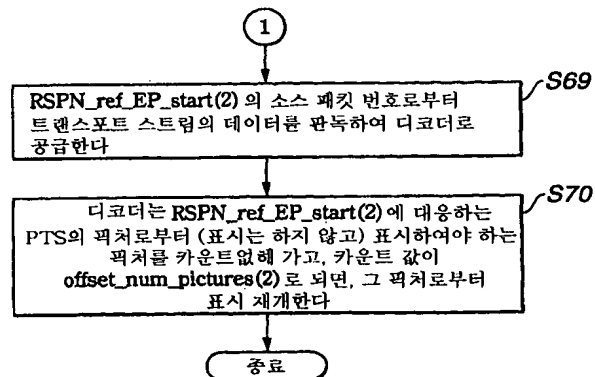 1
S69
RSPN_ref_EP_start(2) 의 소스 패킷 번호로부터
트랜스포트 스트림의 데이터를 판독하여 디코더로
공급한다
S70
디코더는 RSPN_ref_EP_start(2) 에 대응하는
PTS의 픽처로부터 (표시는 하지 않고) 표시하여야 하는
픽처를 카운트업해 가고, 카운트 값이
offset_num_pictures(2) 로 되면, 그 픽처로부터
표시 재개한다
종료